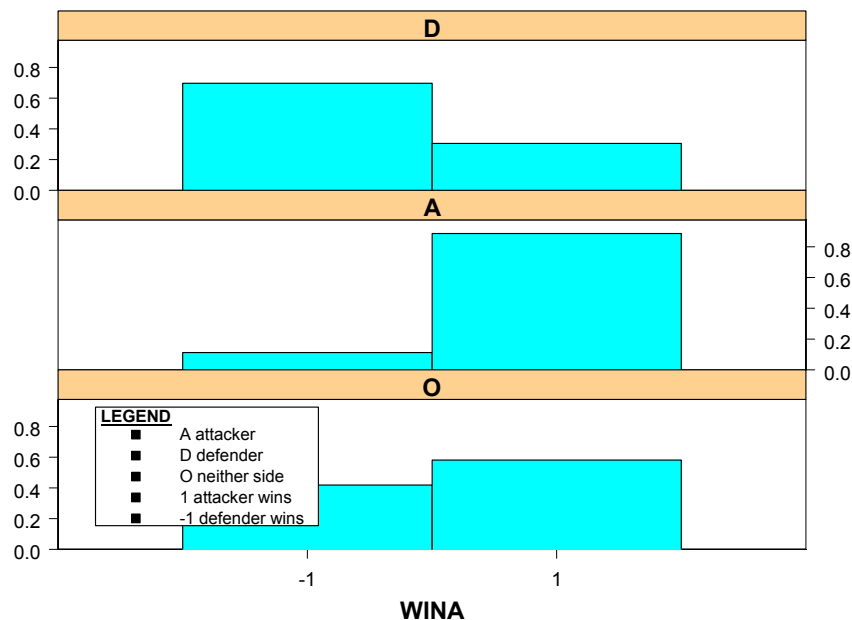 D
0.8
0.6
0.4
0.2
0.0
A
0.8
0.6
0.4
0.2
0.0
O
0.8
0.6
0.4
0.2
0.0
LEGEND
A attacker
D defender
O neither side
1 attacker wins
-1 defender wins
-1 1
WINA